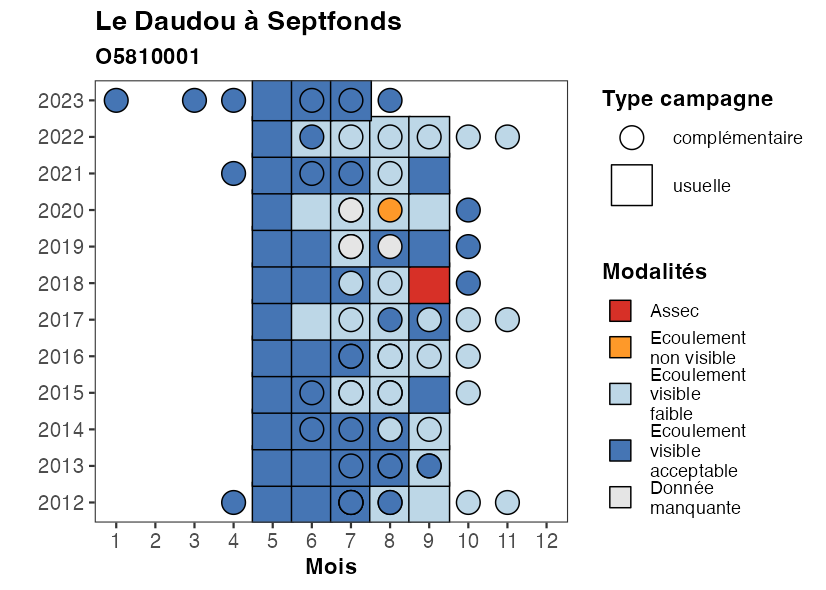 Le Daudou à Septfonds
O5810001
2023
2022
2021
2020
2019
2018
2017
2016
2015
2014
2013
2012
1 2 3 4 5 6 7 8 9 10 11 12
Mois
Type campagne
complémentaire
usuelle
Modalités
Assec
Ecoulement
non visible
Ecoulement
visible
faible
Ecoulement
visible
acceptable
Donnée
manquante